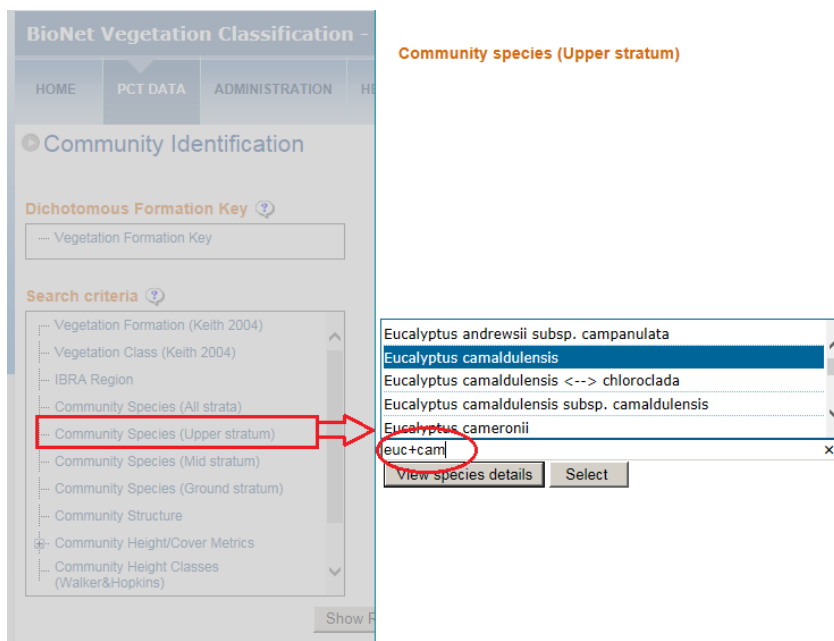 BioNet Vegetation Classification -
HOME PCT DATA ADMINISTRATION HE
Community Identification
Dichotomous Formation Key ?
Vegetation Formation Key
Search criteria ?
Vegetation Formation (Keith 2004)
Vegetation Class (Keith 2004)
IBRA Region
Community Species (All strata)
Community Species (Upper stratum)
Community Species (Mid stratum)
Community Species (Ground stratum)
Community Structure
Community Height/Cover Metrics
Community Height Classes
(Walker&Hopkins)
Show R
Community species (Upper stratum)
Eucalyptus andrewsii subsp. campanulata
Eucalyptus camaldulensis
Eucalyptus camaldulensis <--> chloroclada
Eucalyptus camaldulensis subsp. camaldulensis
Eucalyptus cameronii
euc+cam
View species details Select